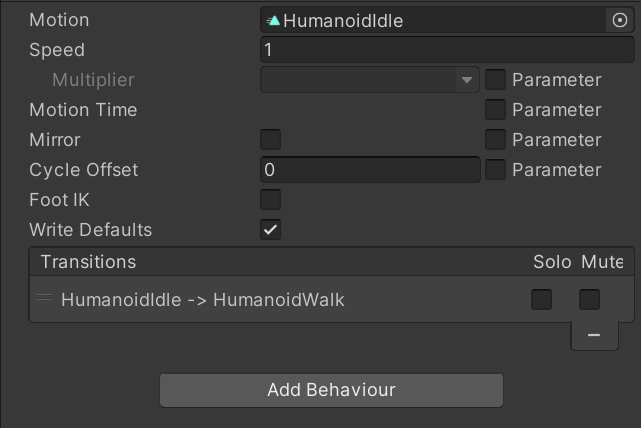 Motion HumanoidIdle
Speed 1
Multiplier Parameter
Motion Time Parameter
Mirror Parameter
Cycle Offset 0 Parameter
Foot IK
Write Defaults
Transitions Solo Mute
HumanoidIdle -> HumanoidWalk
Add Behaviour